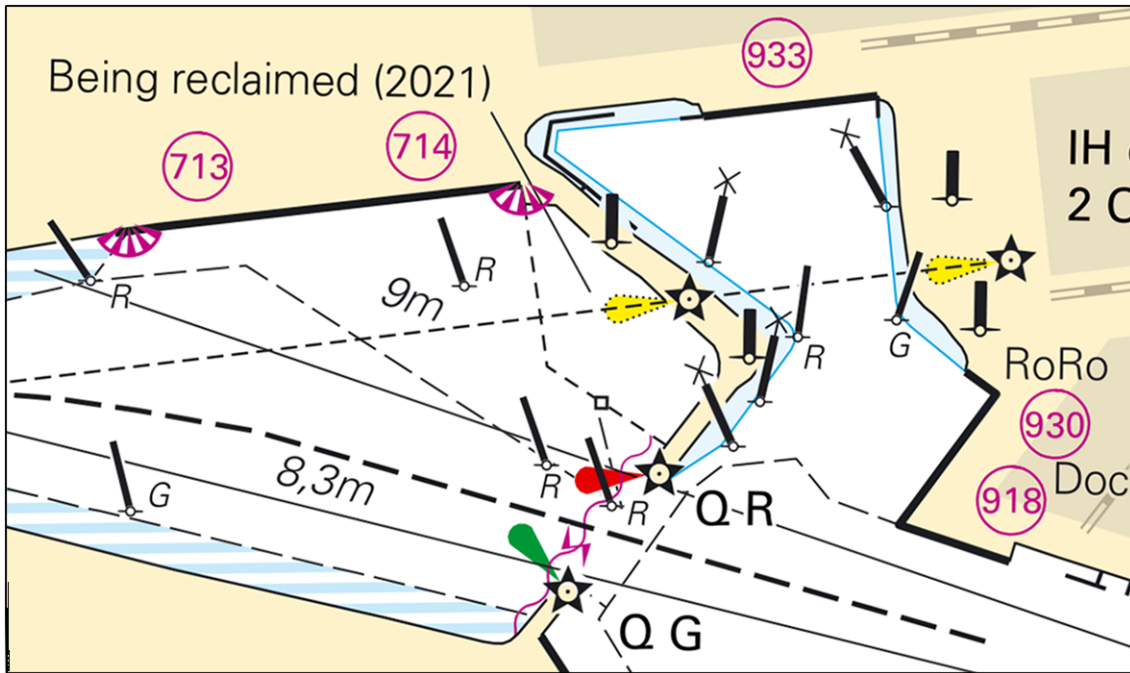 933
Being reclaimed (2021)
714
713
IH
2
R
R
9m
R
G
RoRo
930
8,3m
R
Doc
G
918
R
Q R
Q G